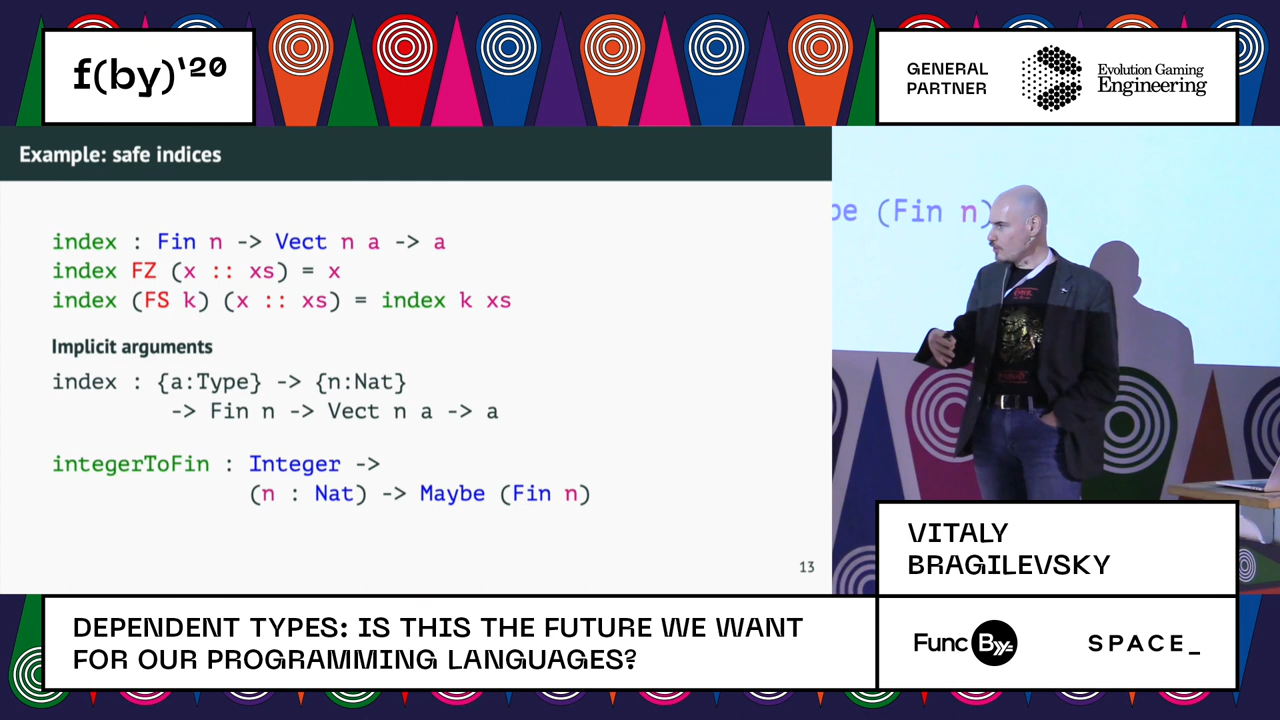 f(by)'20
GENERAL
PARTNER
Evolution Gaming
Engineering
Example: safe indices
index : Fin n -> Vect n a -> a
index FZ (x :: xs) = x
index (FS k) (x :: xs) = index k xs
Implicit arguments
index : {a:Type} -> {n:Nat}
-> Fin n -> Vect n a -> a
integerToFin : Integer ->
(n : Nat) -> Maybe (Fin n)
13
be (Fin n)
VITALY
BRAGILEVSKY
DEPENDENT TYPES: IS THIS THE FUTURE WE WANT
FOR OUR PROGRAMMING LANGUAGES?
Func By
SPACE_